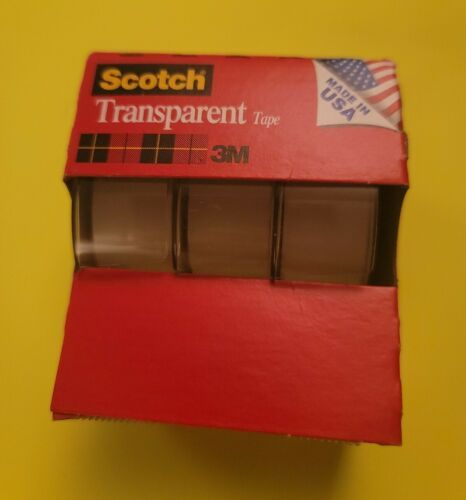 Scotch
Transparent Tape
3M
MADE IN
USA